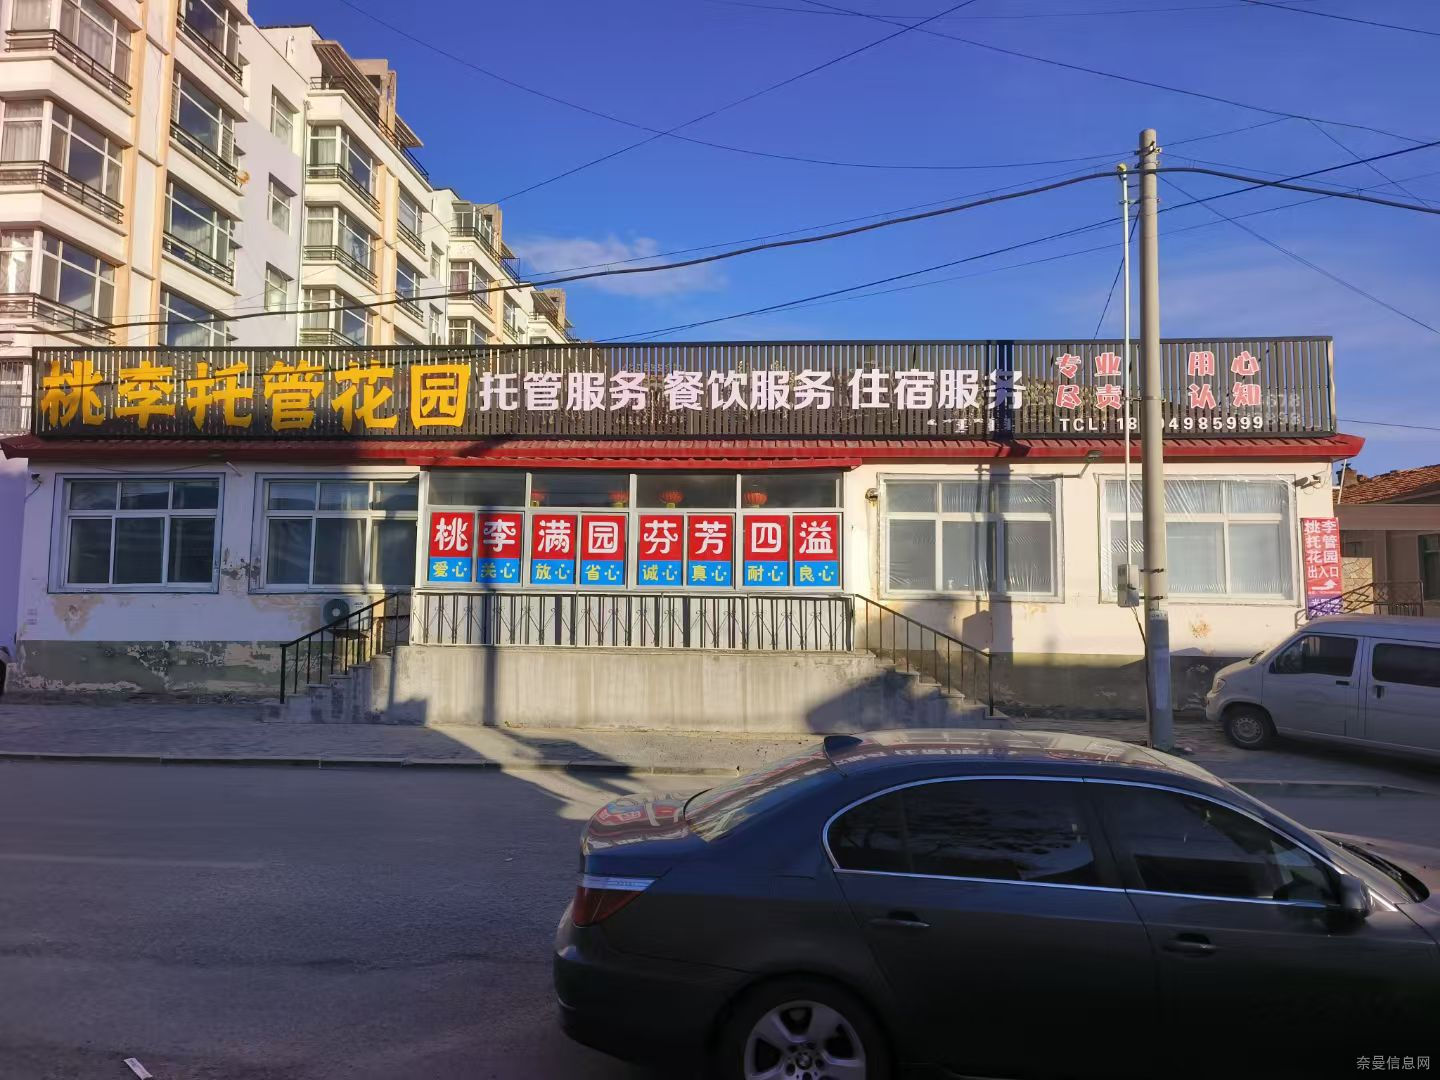 桃李托管花园
托管服务 餐饮服务 住宿服务
专业 用心
尽责 认知
桃李满园芬芳四溢
爱心 关心 放心 省心 诚心 真心 耐心 良心
桃李
托管
花园
出入口
奈曼信息网